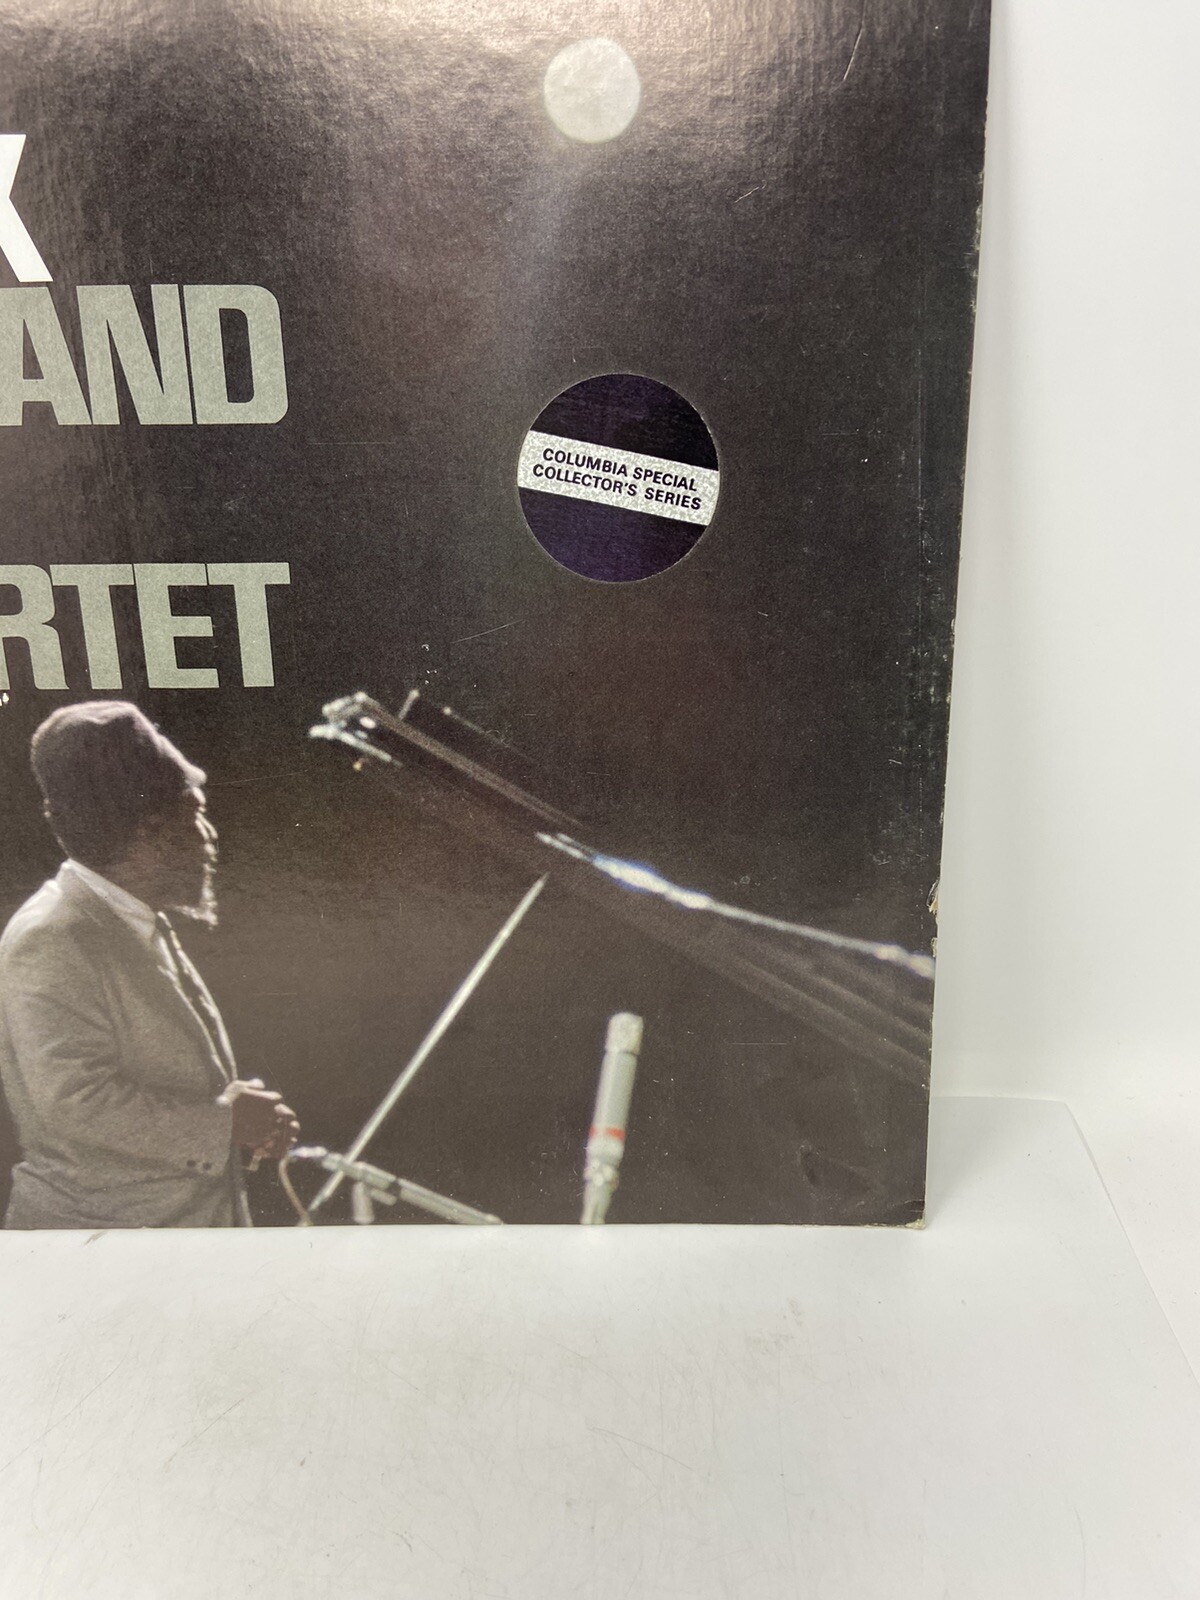 K
AND
RTET
COLUMBIA SPECIAL
COLLECTOR'S SERIES